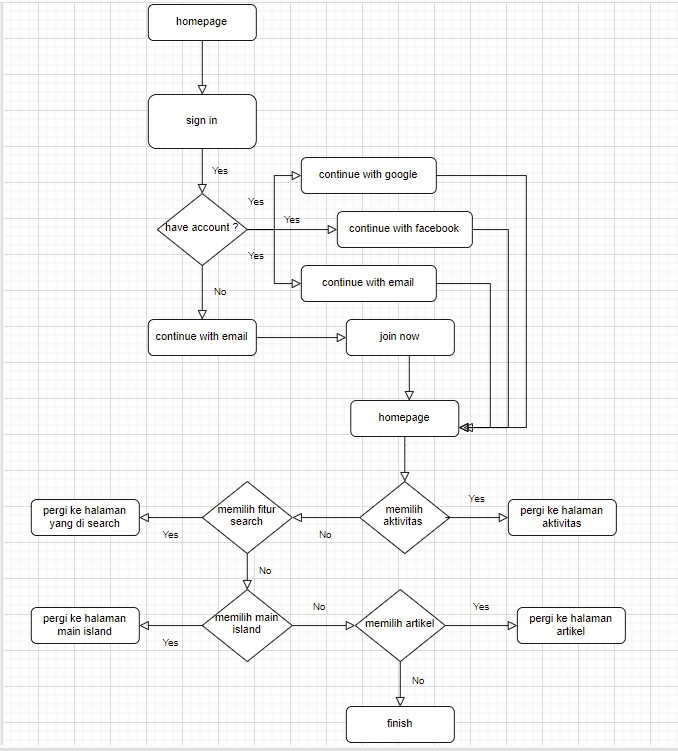 homepage
sign in
Yes
continue with google
Yes
Yes
have account ?
continue with facebook
Yes
continue with email
No
continue with email
join now
homepage
memilih fitur
search
memilih
aktivitas
Yes
pergi ke halaman
yang di search
pergi ke halaman
aktivitas
Yes
No
No
memilih main
island
No
memilih artikel
Yes
pergi ke halaman
main island
pergi ke halaman
artikel
Yes
No
finish